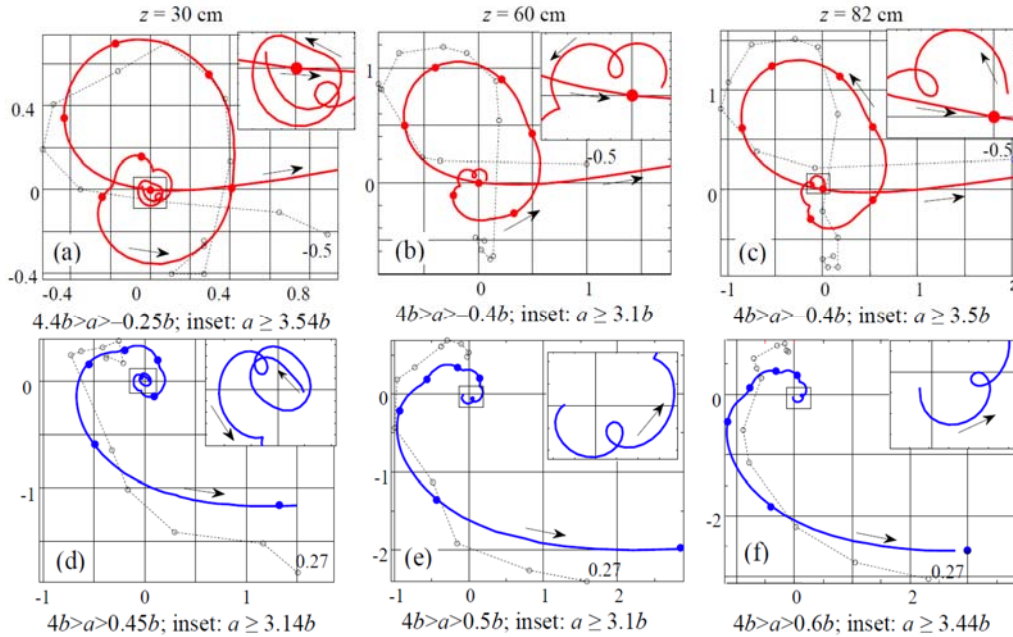 z = 30 cm z = 60 cm z = 82 cm
0.4
0
-0.4
-0.4 0 0.4 0.8
-0.5
(a)
1
0
0 1 2
-0.5
(b)
1
0
0 1 2
-0.5
(c)
4.4b>a>–0.25b; inset: a ≥ 3.54b
4b>a>–0.4b; inset: a ≥ 3.1b
4b>a>–0.4b; inset: a ≥ 3.5b
0
-1
-1 0 1
0.27
(d)
0
-1
-2
-1 0 1 2
0.27
(e)
0
-2
0 2
0.27
(f)
4b>a>0.45b; inset: a ≥ 3.14b
4b>a>0.5b; inset: a ≥ 3.1b
4b>a>0.6b; inset: a ≥ 3.44b